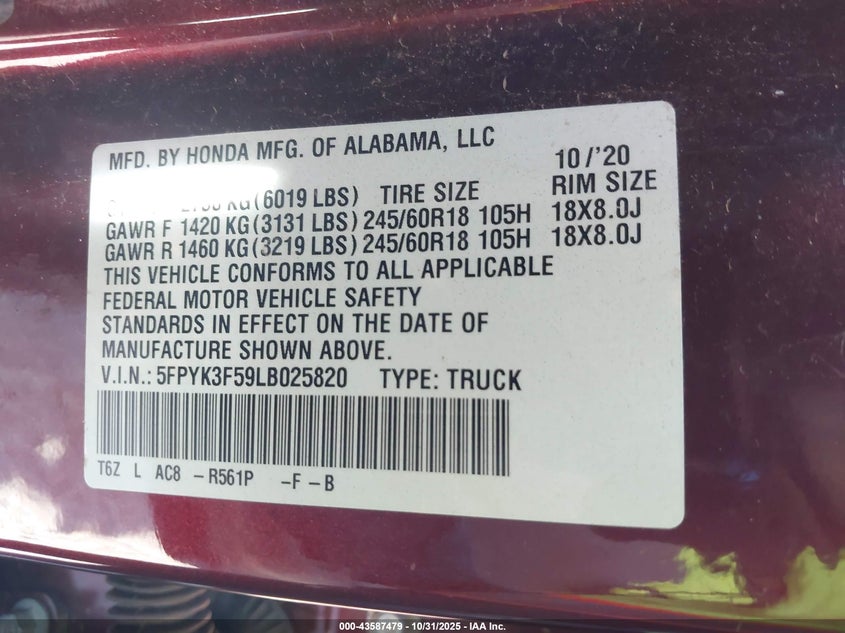 MFD. BY HONDA MFG. OF ALABAMA, LLC 10/'20
KG(6019 LBS) TIRE SIZE RIM SIZE
GAWR F 1420 KG(3131 LBS) 245/60R18 105H 18X8.0J
GAWR R 1460 KG(3219 LBS) 245/60R18 105H 18X8.0J
THIS VEHICLE CONFORMS TO ALL APPLICABLE
FEDERAL MOTOR VEHICLE SAFETY
STANDARDS IN EFFECT ON THE DATE OF
MANUFACTURE SHOWN ABOVE.
V.I.N.: 5FPYK3F59LB025820 TYPE: TRUCK
T6Z L AC8 -R561P -F-B
000-43587479 - 10/31/2025 - IAA Inc.